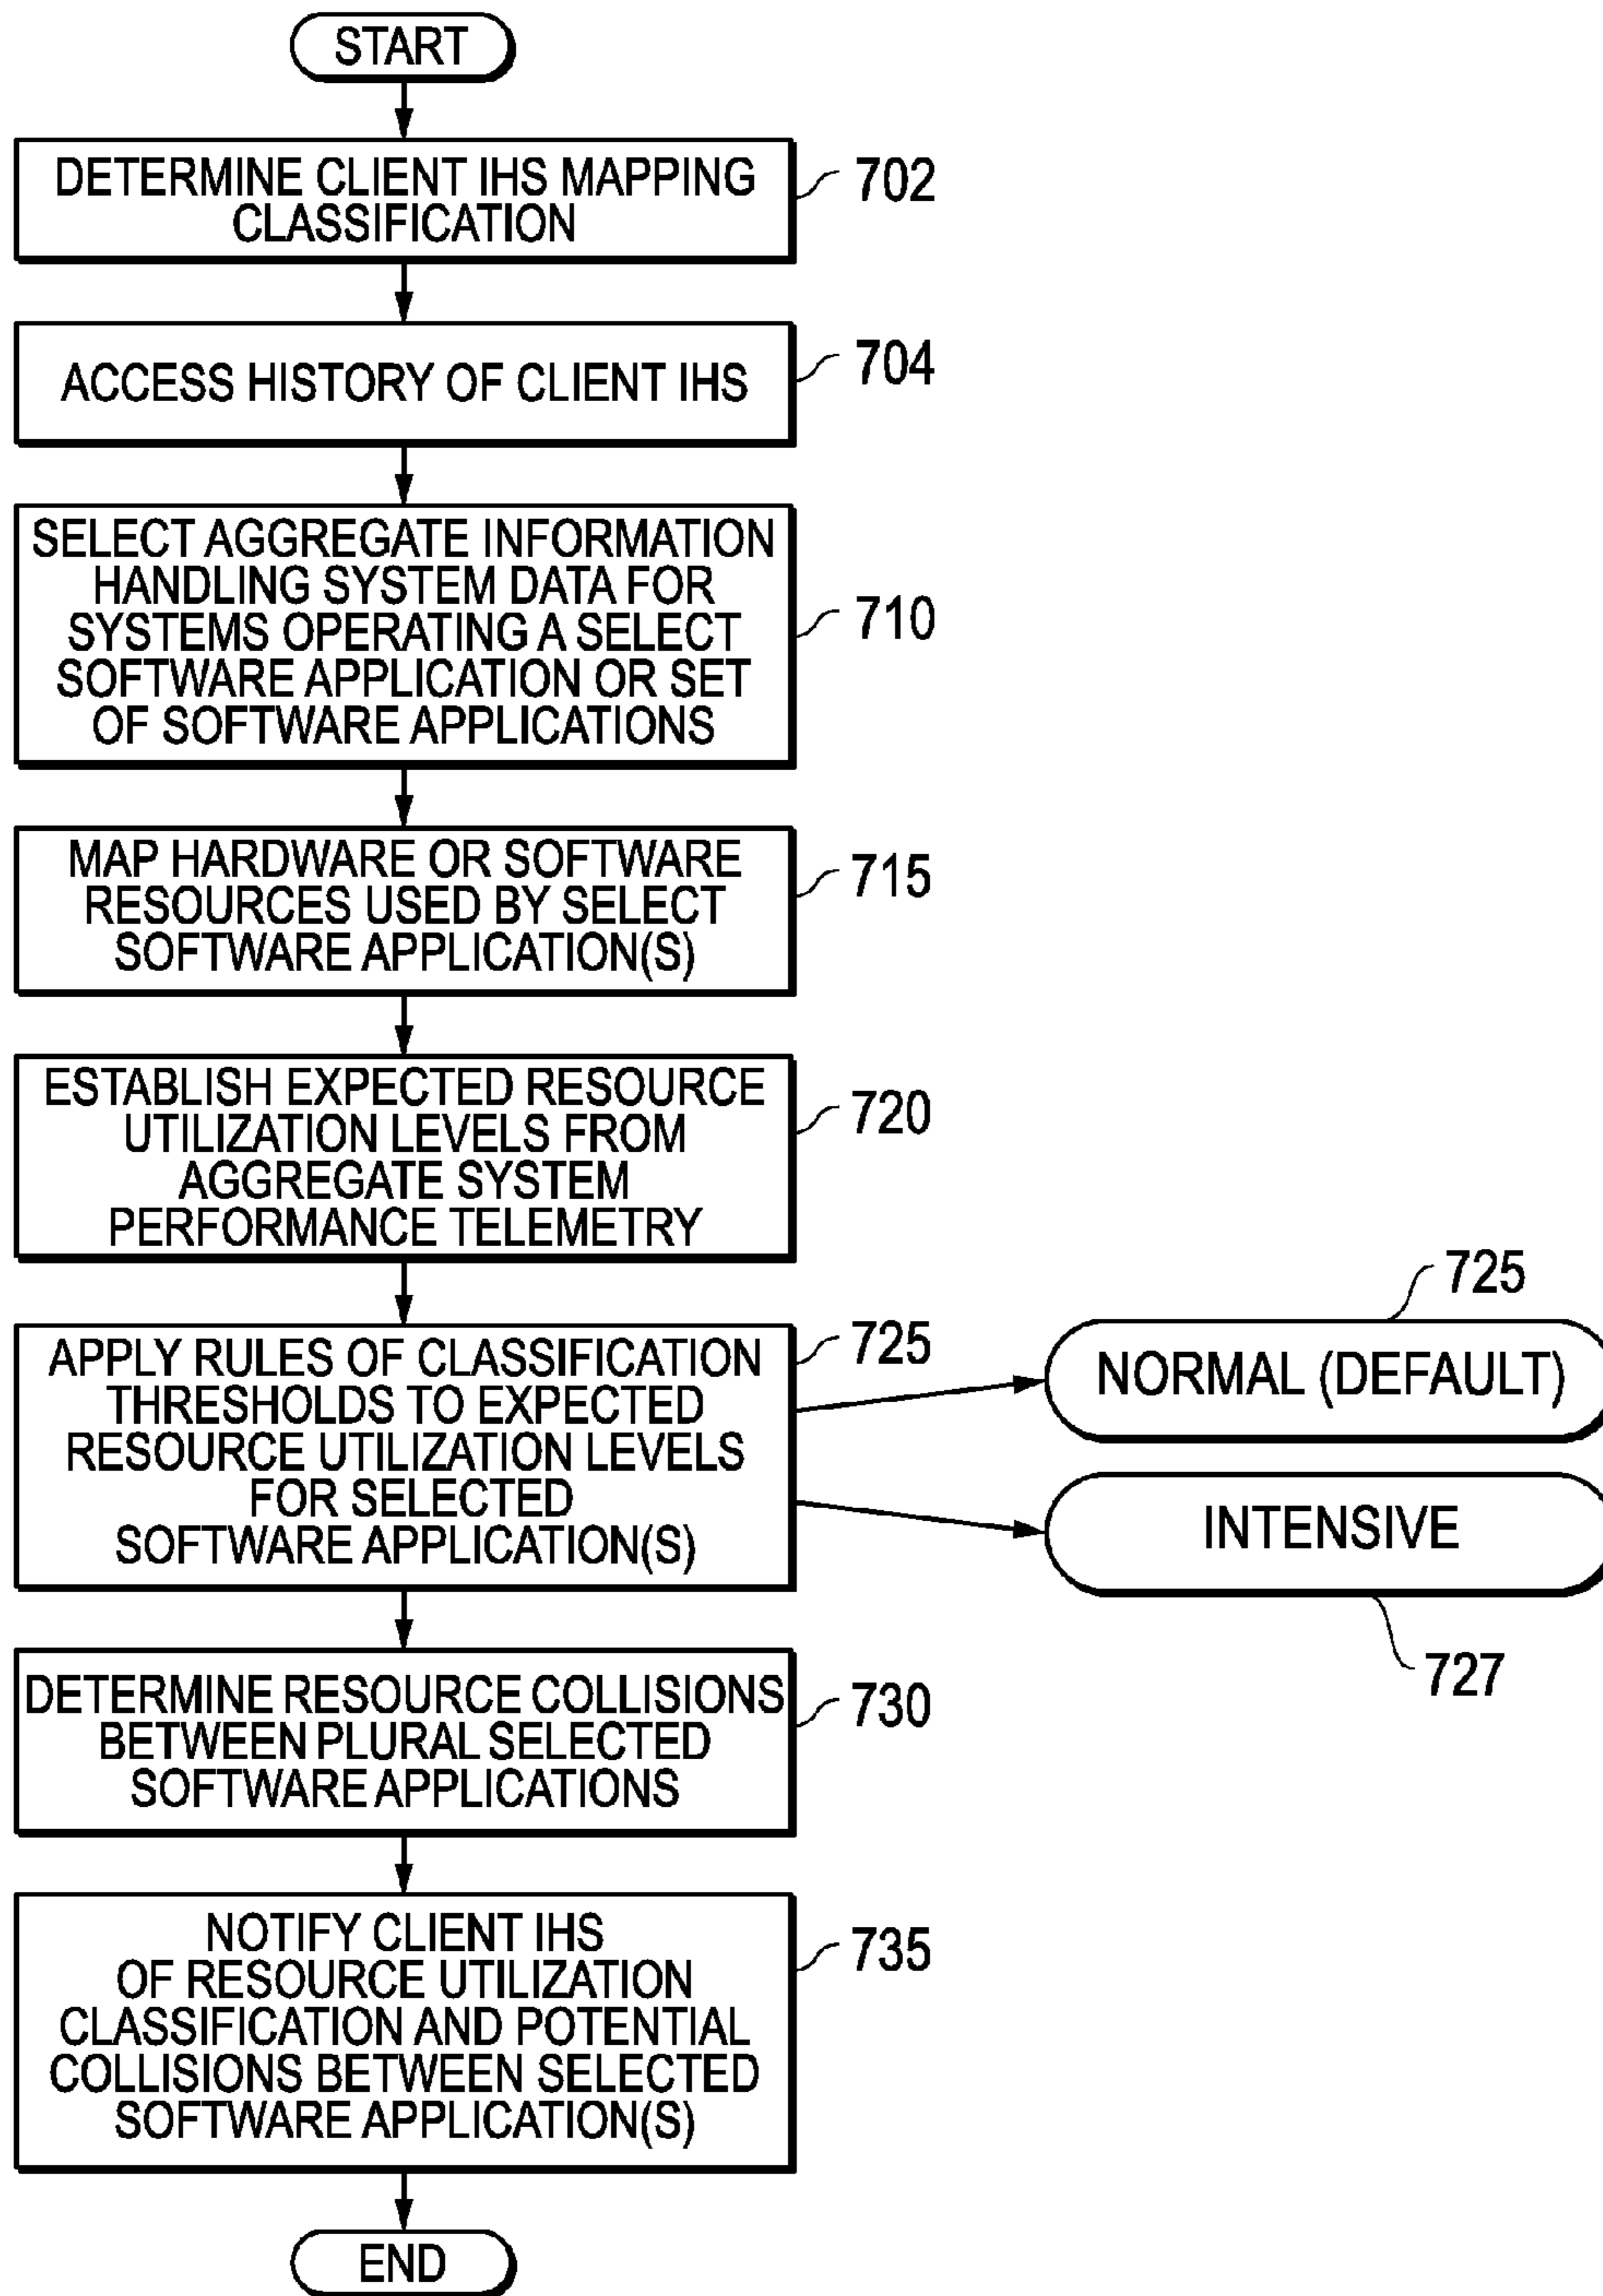 START
DETERMINE CLIENT IHS MAPPING
CLASSIFICATION
702
ACCESS HISTORY OF CLIENT IHS
704
SELECT AGGREGATE INFORMATION
HANDLING SYSTEM DATA FOR
SYSTEMS OPERATING A SELECT
SOFTWARE APPLICATION OR SET
OF SOFTWARE APPLICATIONS
710
MAP HARDWARE OR SOFTWARE
RESOURCES USED BY SELECT
SOFTWARE APPLICATION(S)
715
ESTABLISH EXPECTED RESOURCE
UTILIZATION LEVELS FROM
AGGREGATE SYSTEM
PERFORMANCE TELEMETRY
720
APPLY RULES OF CLASSIFICATION
THRESHOLDS TO EXPECTED
RESOURCE UTILIZATION LEVELS
FOR SELECTED
SOFTWARE APPLICATION(S)
725
725
NORMAL (DEFAULT)
INTENSIVE
727
DETERMINE RESOURCE COLLISIONS
BETWEEN PLURAL SELECTED
SOFTWARE APPLICATIONS
730
NOTIFY CLIENT IHS
OF RESOURCE UTILIZATION
CLASSIFICATION AND POTENTIAL
COLLISIONS BETWEEN SELECTED
SOFTWARE APPLICATION(S)
735
END